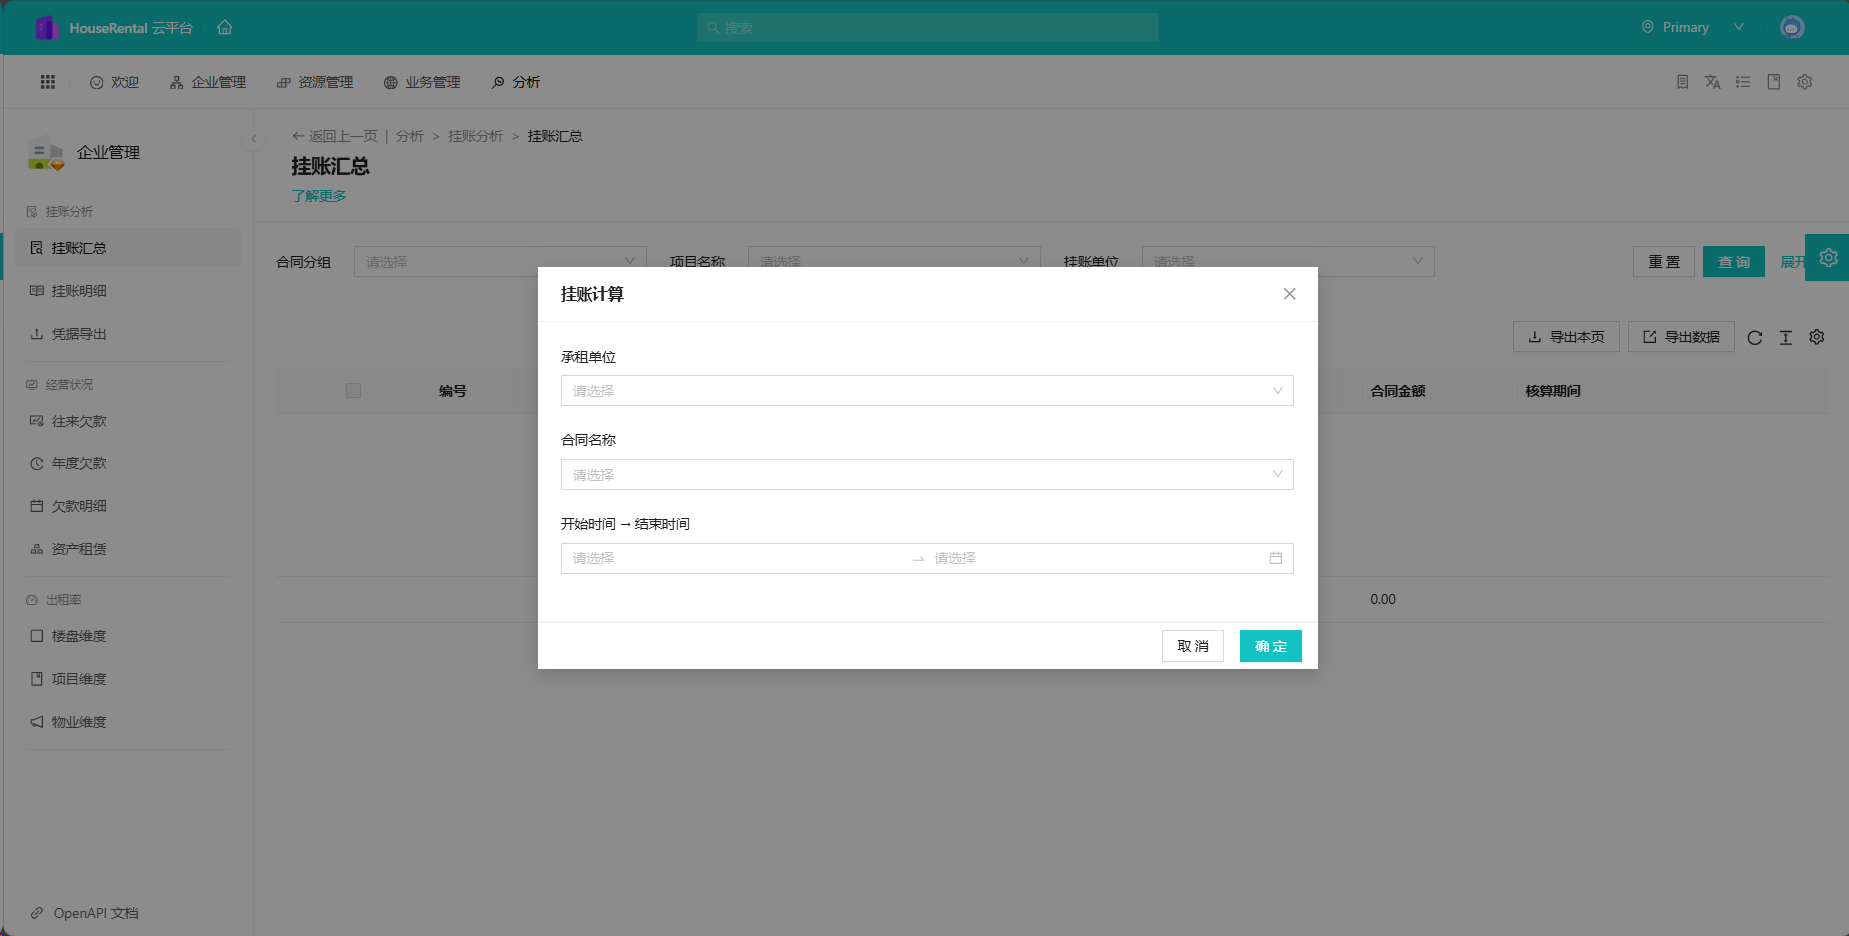 HouseRental 云平台
搜索
Primary
欢迎
企业管理
资源管理
业务管理
分析
企业管理
挂账分析
挂账汇总
挂账明细
凭据导出
经营状况
往来欠款
年度欠款
欠款明细
资产租赁
出租率
楼盘维度
项目维度
物业维度
OpenAPI 文档
← 返回上一页 | 分析 > 挂账分析 > 挂账汇总
挂账汇总
了解更多
合同分组 请选择 项目名称 请选择 挂账单位 请选择 重置 查询 展开
导出本页 导出数据
编号 合同金额 核算期间
0.00
挂账计算
承租单位
请选择
合同名称
请选择
开始时间 → 结束时间
请选择 → 请选择
取消 确定